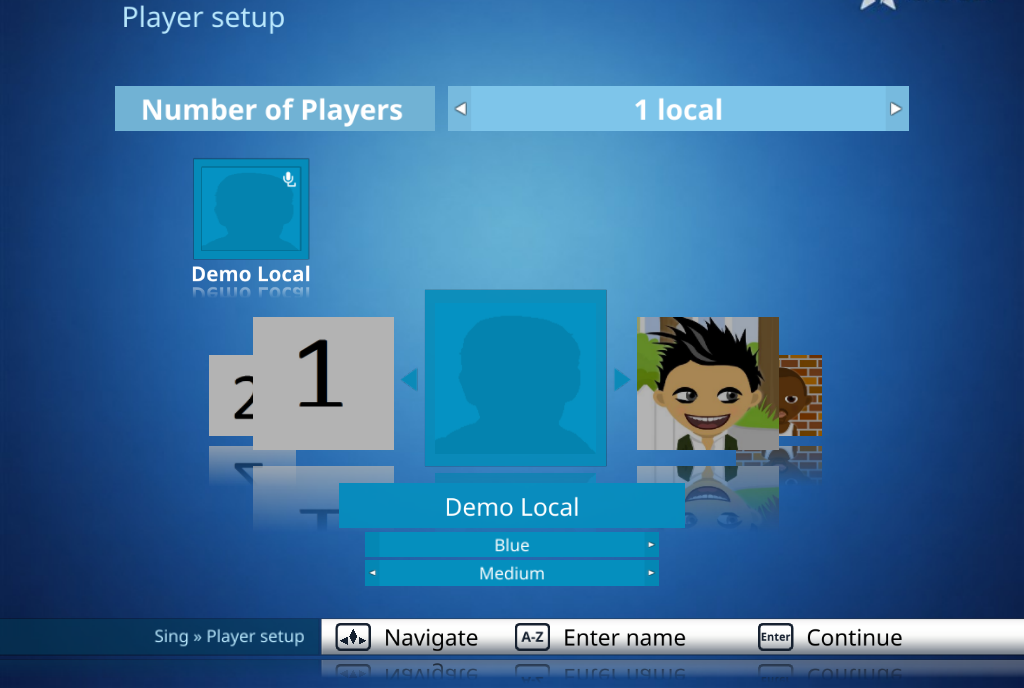 Player setup
Number of Players
1 local
Demo Local
2
1
Demo Local
Blue
Medium
Sing » Player setup
Navigate
A-Z
Enter name
Enter
Continue